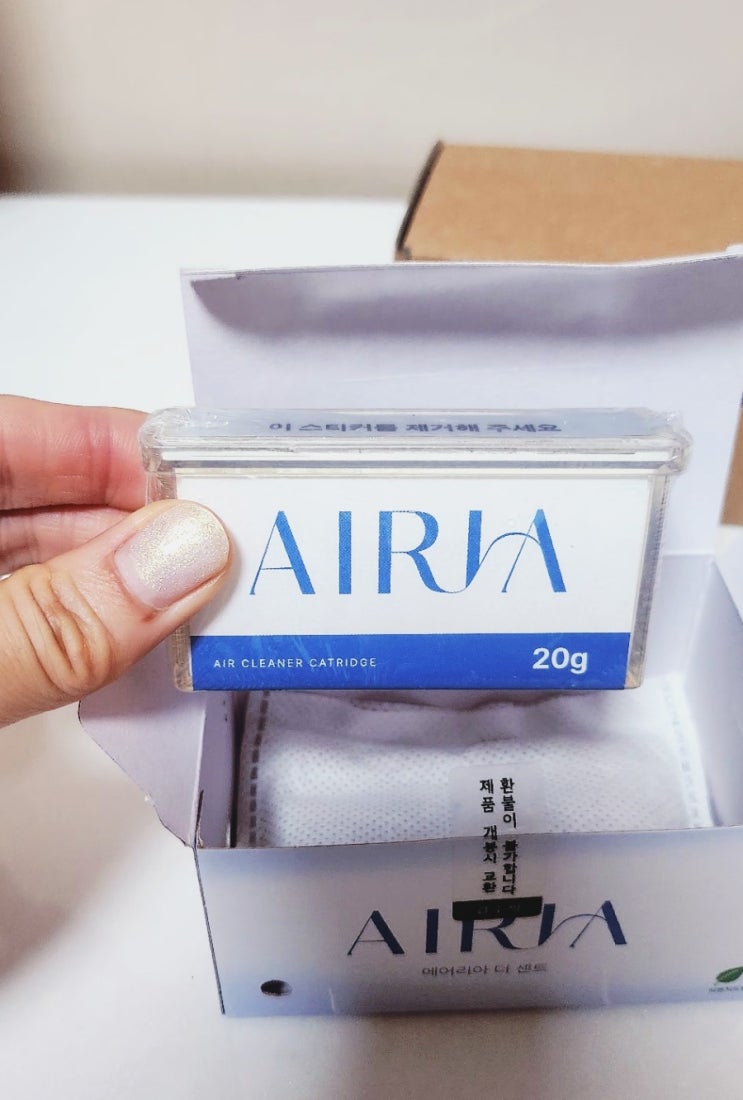 이 스티커를 제거해 주세요
AIRIA
AIR CLEANER CATRIDGE
20g
제품 개봉시 교환
환불이 불가합니다
AIRIA
에어리아 더 센트